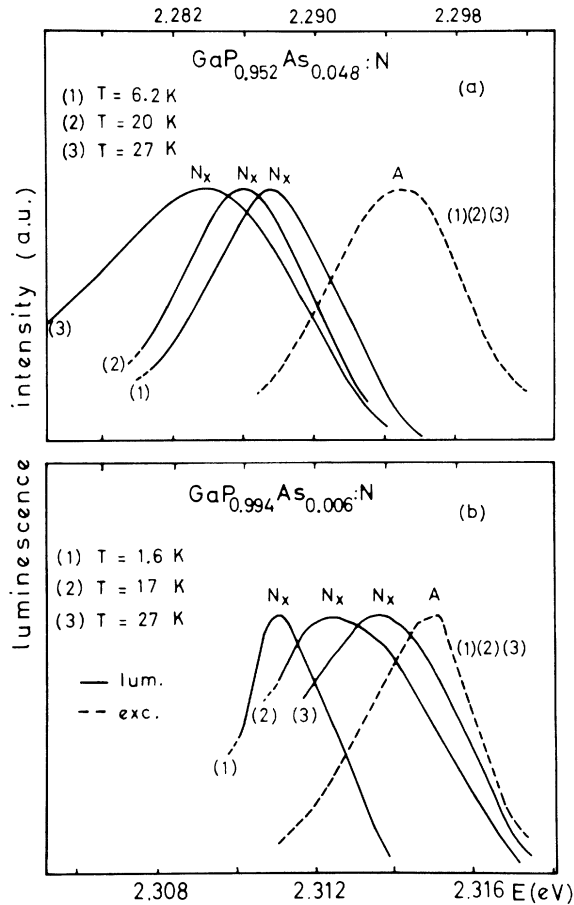 2.282 2.290 2.298
GaP0.952As0.048:N
(a)
(1) T = 6.2 K
(2) T = 20 K
(3) T = 27 K
Nx Nx Nx A
(1)(2)(3)
(3)
(2)
(1)
luminescence intensity (a.u.)
GaP0.994As0.006:N
(b)
(1) T = 1.6 K
(2) T = 17 K
(3) T = 27 K
Nx Nx Nx A
(1)(2)(3)
lum.
exc.
(2) (3)
(1)
2.308 2.312 2.316 E(eV)